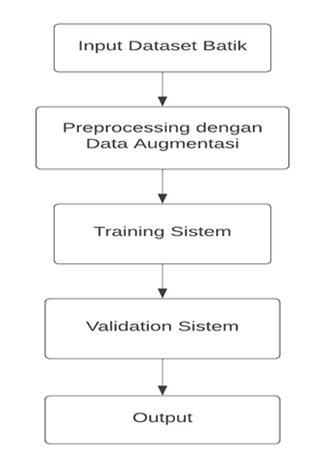 Input Dataset Batik
Preprocessing dengan
Data Augmentasi
Training Sistem
Validation Sistem
Output